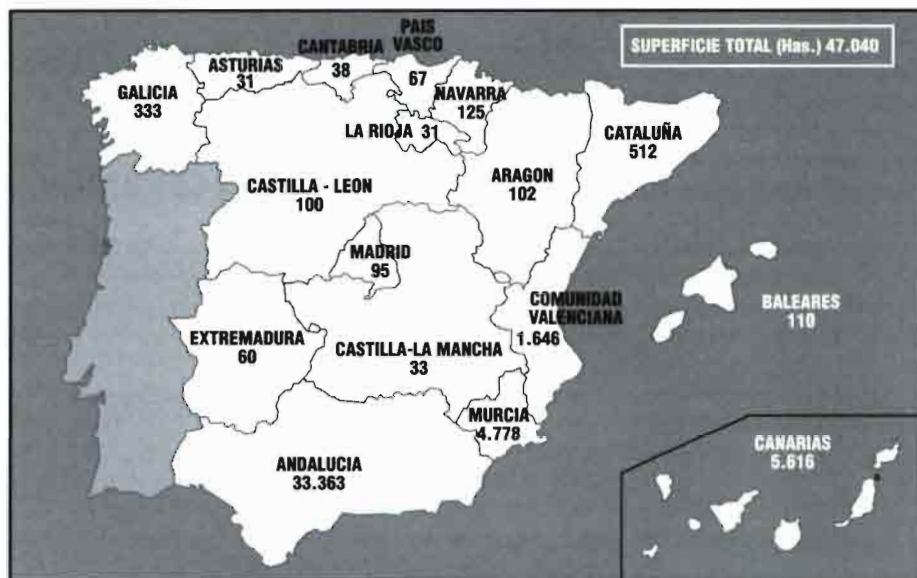 SUPERFICIE TOTAL (Has.) 47.040
PAIS
VASCO
67
CANTABRIA
38
ASTURIAS
31
GALICIA
333
NAVARRA
125
LA RIOJA 31
CATALUÑA
512
ARAGON
102
CASTILLA - LEON
100
MADRID
95
COMUNIDAD
VALENCIANA
1.646
BALEARES
110
EXTREMADURA
60
CASTILLA-LA MANCHA
33
MURCIA
4.778
ANDALUCIA
33.363
CANARIAS
5.616